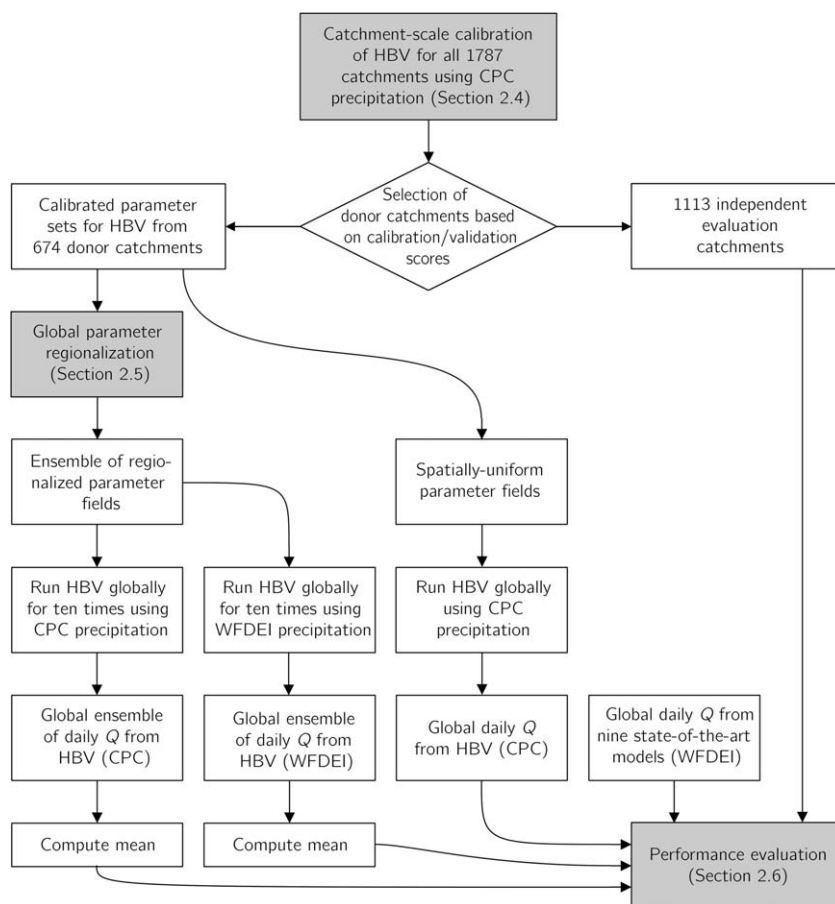 Catchment-scale calibration
of HBV for all 1787
catchments using CPC
precipitation (Section 2.4)
Calibrated parameter
sets for HBV from
674 donor catchments
Selection of
donor catchments based
on calibration/validation
scores
1113 independent
evaluation
catchments
Global parameter
regionalization
(Section 2.5)
Ensemble of regio-
nalized parameter
fields
Spatially-uniform
parameter fields
Run HBV globally
for ten times using
CPC precipitation
Run HBV globally
for ten times using
WFDEI precipitation
Run HBV globally
using CPC
precipitation
Global ensemble
of daily Q from
HBV (CPC)
Global ensemble
of daily Q from
HBV (WFDEI)
Global daily Q
from HBV (CPC)
Global daily Q from
nine state-of-the-art
models (WFDEI)
Compute mean
Compute mean
Performance evaluation
(Section 2.6)